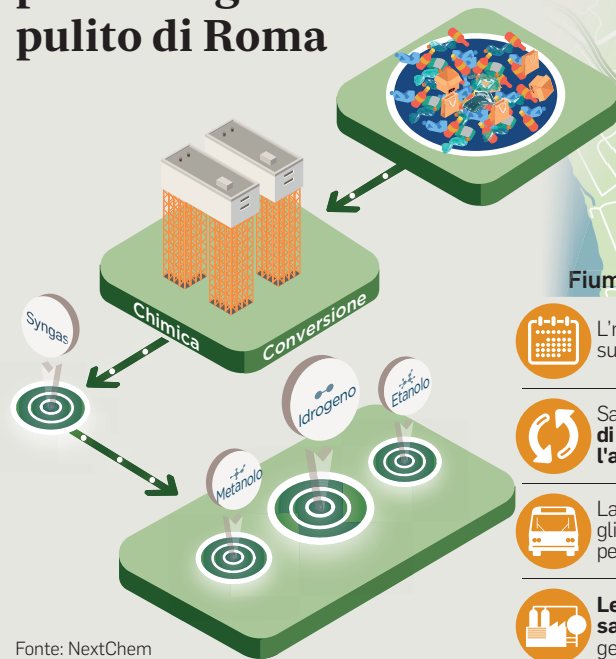 pulito di Roma
Chimica
Conversione
Syngas
Idrogeno
Etanolo
Metanolo
Fium
L'r
su
Sa
di
l'a
La
gli
pe
Le
sa
ge
Fonte: NextChem